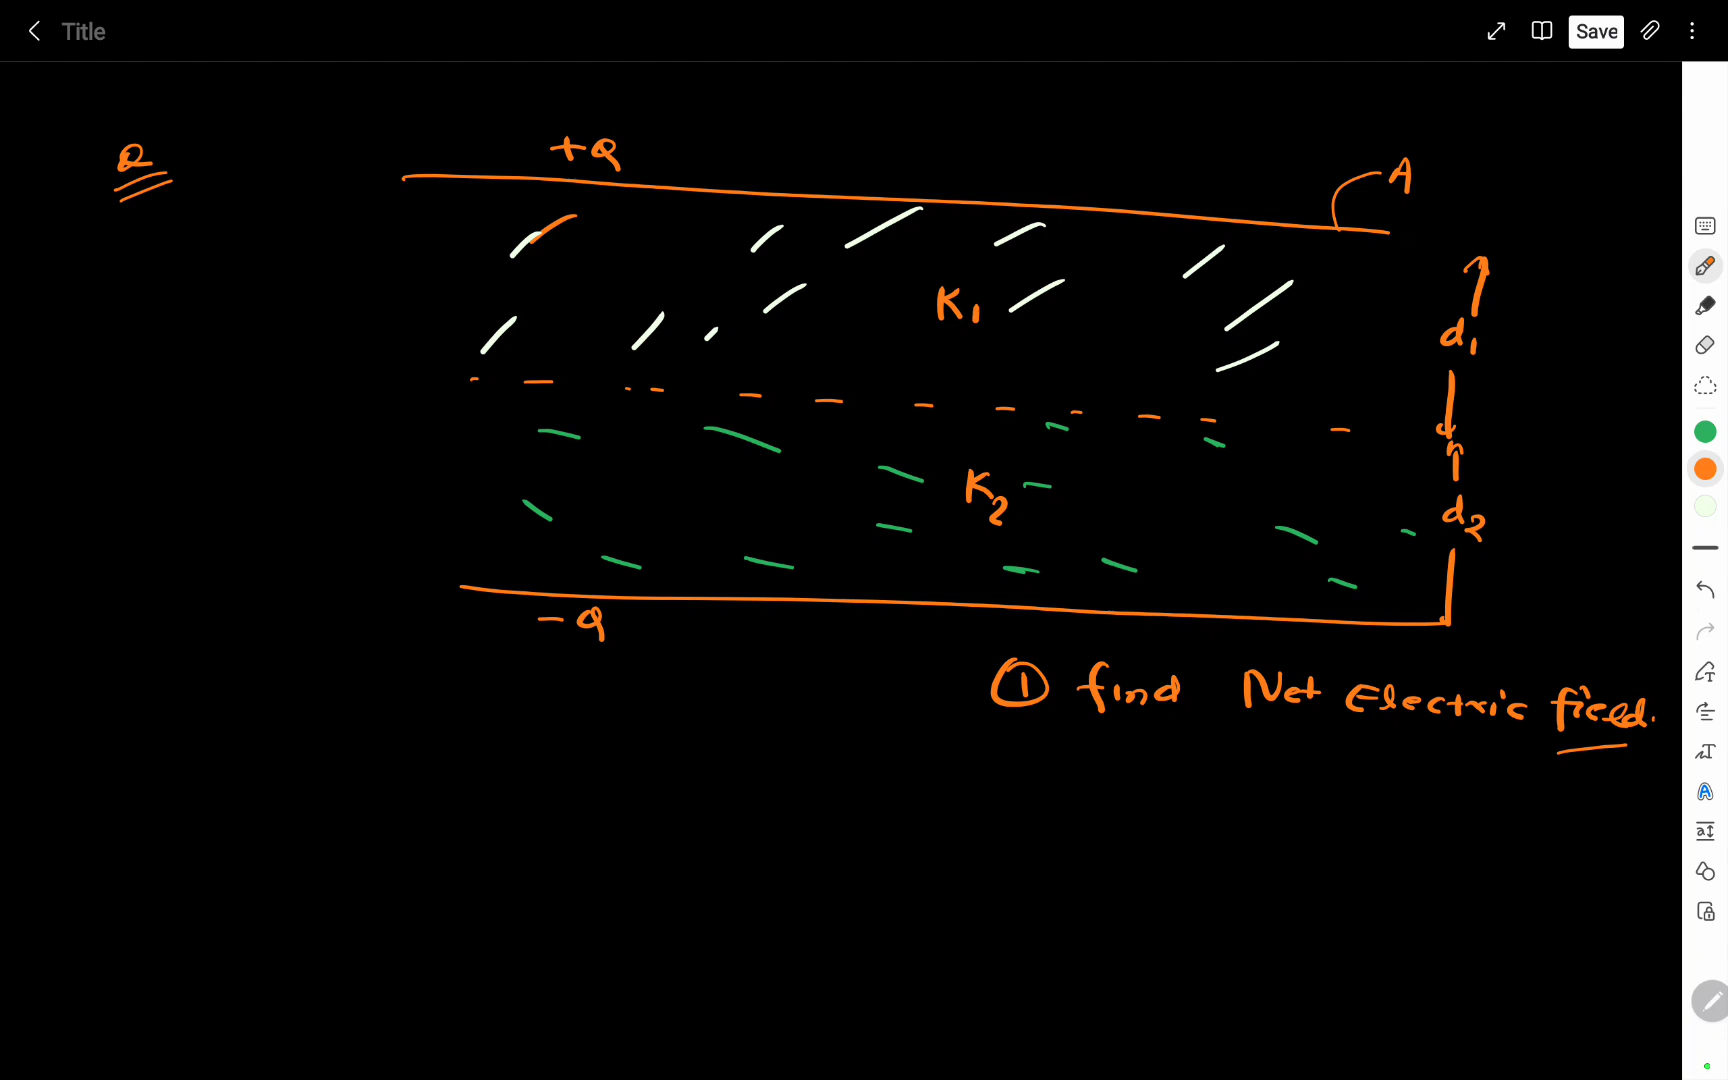 Title
Save
Q
+Q
A
K1
d1
K2
d2
- Q
① find Net Electric field.